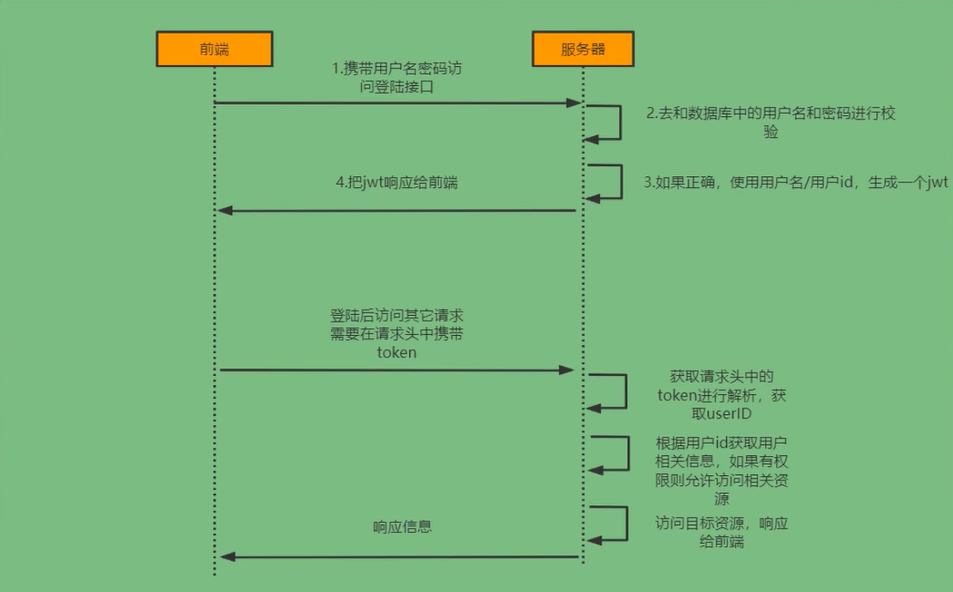 前端
服务器
1.携带用户名密码访
问登陆接口
2.去和数据库中的用户名和密码进行校
验
3.如果正确，使用用户名/用户id，生成一个jwt
4.把jwt响应给前端
登陆后访问其它请求
需要在请求头中携带
token
获取请求头中的
token进行解析，获
取userID
根据用户id获取用户
相关信息，如果有权
限则允许访问相关资
源
访问目标资源，响应
给前端
响应信息